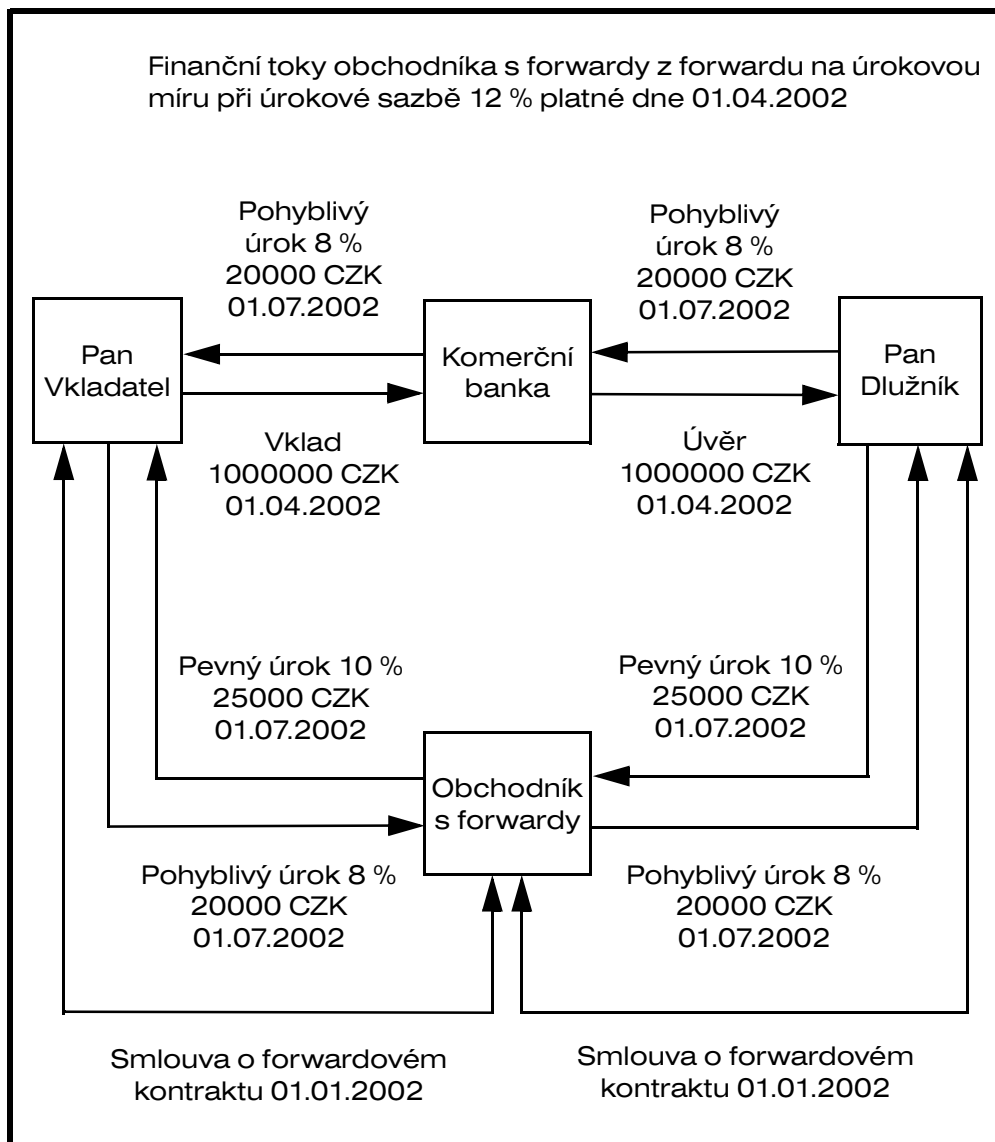 Finanční toky obchodníka s forwardy z forwardu na úrokovou
míru při úrokové sazbě 12 % platné dne 01.04.2002
Pohyblivý
úrok 8 %
20000 CZK
01.07.2002
Pohyblivý
úrok 8 %
20000 CZK
01.07.2002
Pan
Vkladatel
Komerční
banka
Pan
Dlužník
Vklad
1000000 CZK
01.04.2002
Úvěr
1000000 CZK
01.04.2002
Pevný úrok 10 %
25000 CZK
01.07.2002
Pevný úrok 10 %
25000 CZK
01.07.2002
Obchodník
s forwardy
Pohyblivý úrok 8 %
20000 CZK
01.07.2002
Pohyblivý úrok 8 %
20000 CZK
01.07.2002
Smlouva o forwardovém
kontraktu 01.01.2002
Smlouva o forwardovém
kontraktu 01.01.2002